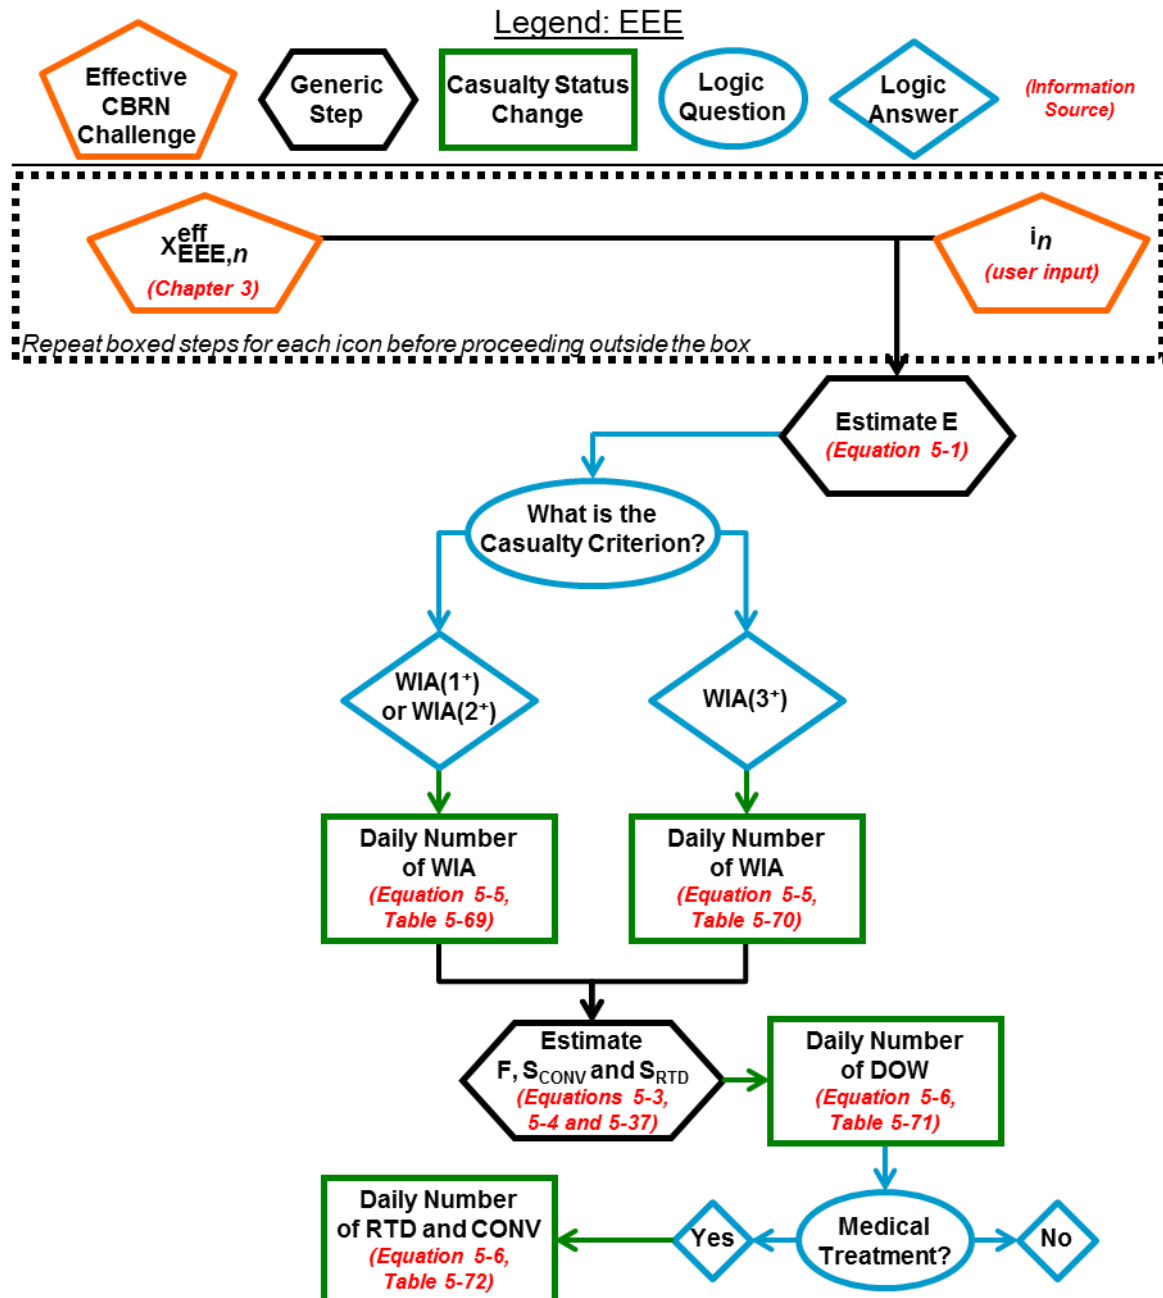 Legend: EEE
Effective
CBRN
Challenge
Generic
Step
Casualty Status
Change
Logic
Question
Logic
Answer
(Information
Source)
X^eff_EEE,n
(Chapter 3)
i_n
(user input)
Repeat boxed steps for each icon before proceeding outside the box
Estimate E
(Equation 5-1)
What is the
Casualty Criterion?
WIA(1⁺)
or WIA(2⁺)
WIA(3⁺)
Daily Number
of WIA
(Equation 5-5,
Table 5-69)
Daily Number
of WIA
(Equation 5-5,
Table 5-70)
Estimate
F, S_CONV and S_RTD
(Equations 5-3,
5-4 and 5-37)
Daily Number
of DOW
(Equation 5-6,
Table 5-71)
Daily Number
of RTD and CONV
(Equation 5-6,
Table 5-72)
Yes
Medical
Treatment?
No